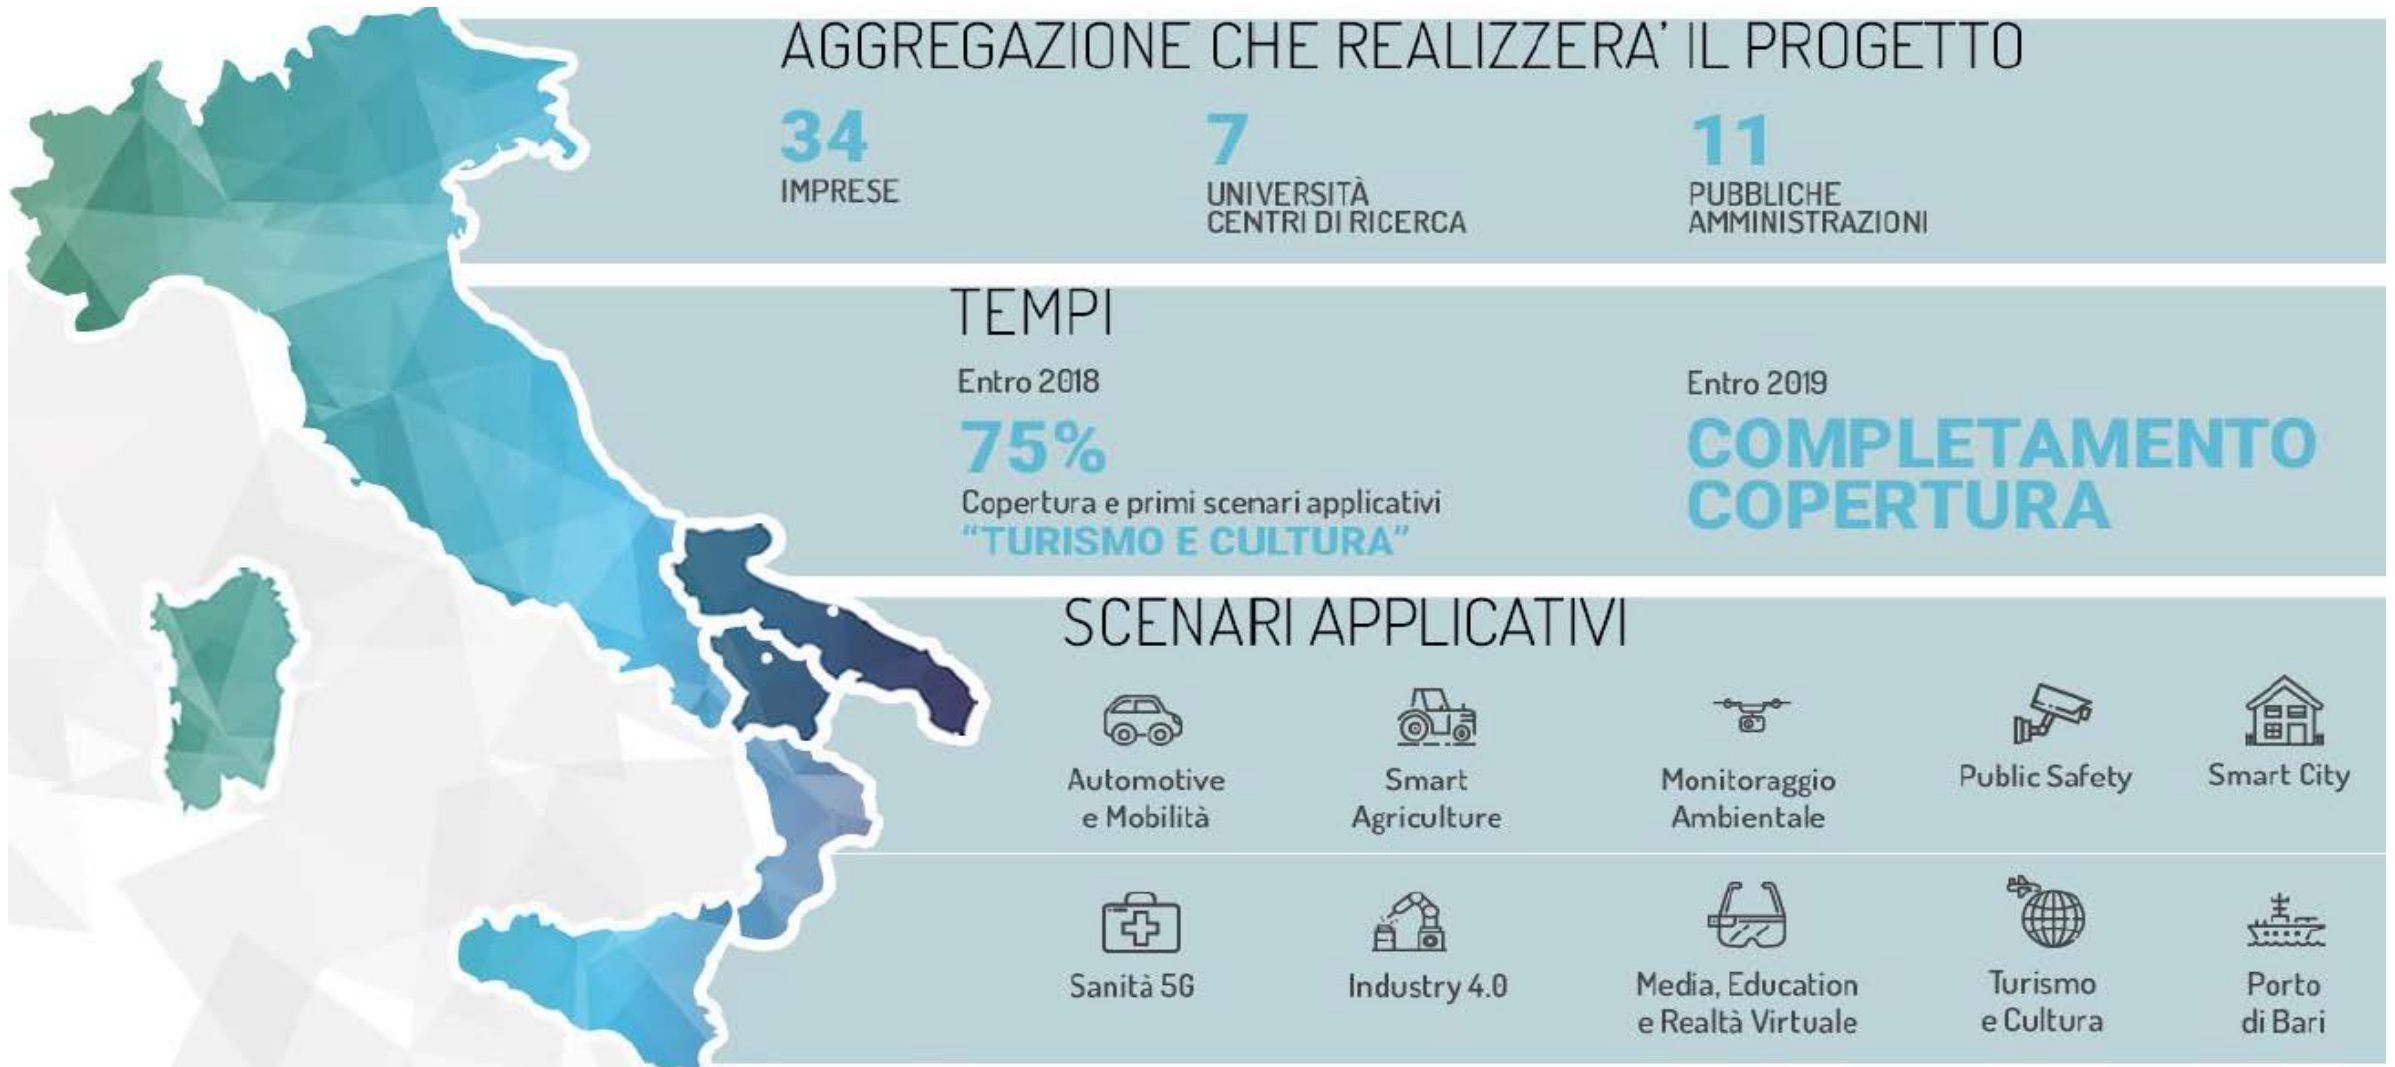 AGGREGAZIONE CHE REALIZZERA' IL PROGETTO
34
IMPRESE
7
UNIVERSITÀ
CENTRI DI RICERCA
11
PUBBLICHE
AMMINISTRAZIONI
TEMPI
Entro 2018
75%
Copertura e primi scenari applicativi
"TURISMO E CULTURA"
Entro 2019
COMPLETAMENTO
COPERTURA
SCENARI APPLICATIVI
Automotive
e Mobilità
Smart
Agriculture
Monitoraggio
Ambientale
Public Safety
Smart City
Sanità 5G
Industry 4.0
Media, Education
e Realtà Virtuale
Turismo
e Cultura
Porto
di Bari